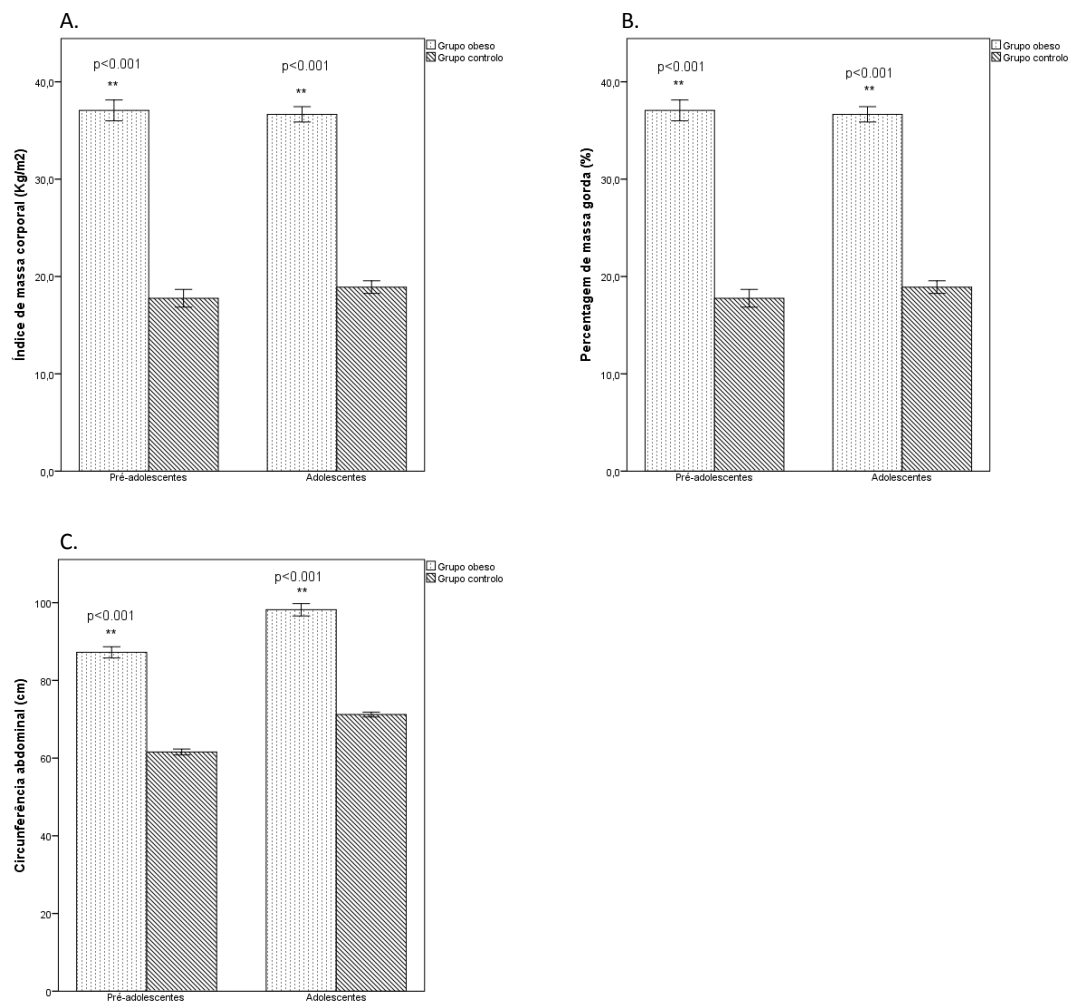 A.
Grupo obeso
Grupo controlo
p<0.001
**
p<0.001
**
40,0
30,0
20,0
10,0
0,0
Índice de massa corporal (Kg/m2)
Pré-adolescentes
Adolescentes
B.
Grupo obeso
Grupo controlo
p<0.001
**
p<0.001
**
40,0
30,0
20,0
10,0
0,0
Percentagem de massa gorda (%)
Pré-adolescentes
Adolescentes
C.
Grupo obeso
Grupo controlo
p<0.001
**
p<0.001
**
100
80
60
40
20
0
Circunferência abdominal (cm)
Pré-adolescentes
Adolescentes